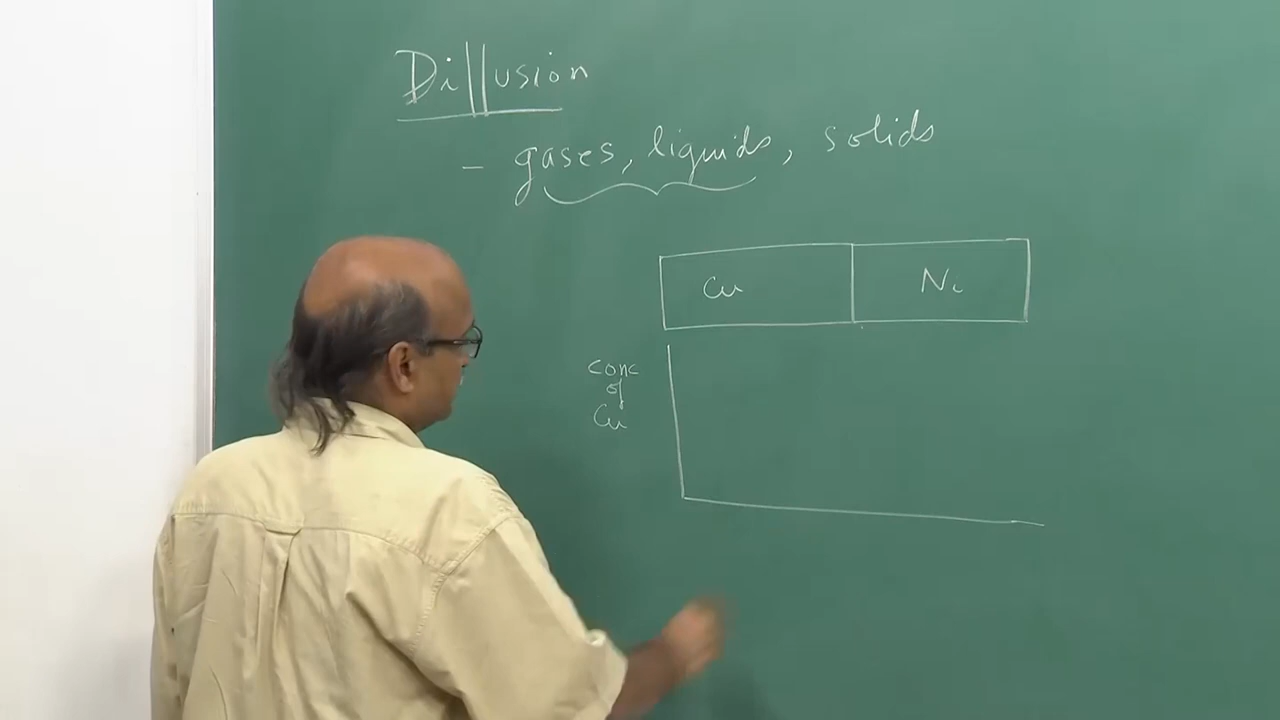 Diffusion
- gases, liquids, solids
Cu Ni
conc
of
Cu